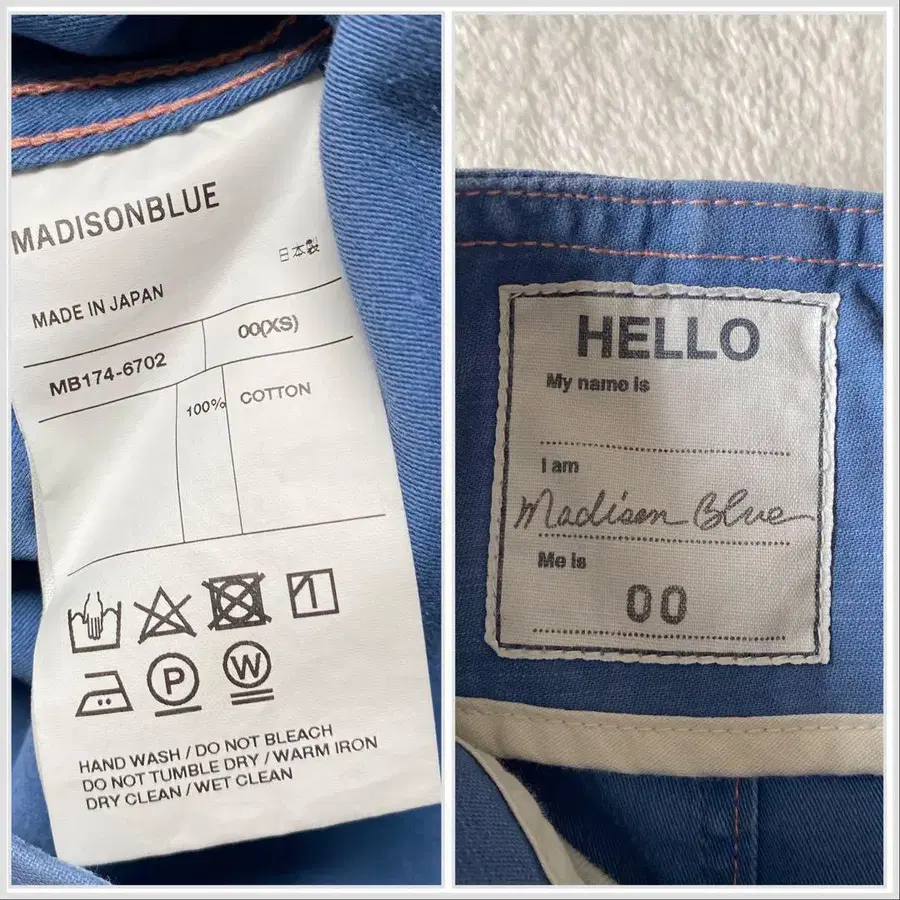 MADISONBLUE
日本製
MADE IN JAPAN
MB174-6702
00(XS)
100%
COTTON
P
W
HAND WASH / DO NOT BLEACH
DO NOT TUMBLE DRY / WARM IRON
DRY CLEAN / WET CLEAN
HELLO
My name is
I am
Madison Blue
Me is
00